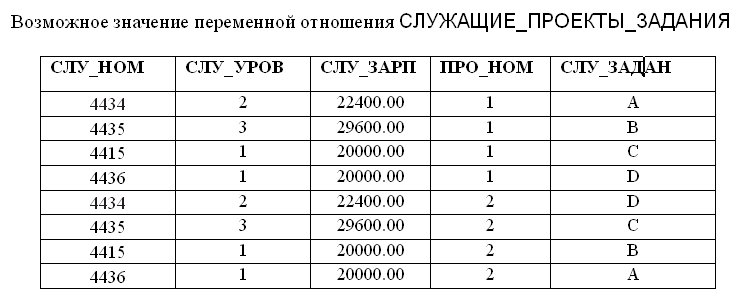 Возможное значение переменной отношения СЛУЖАЩИЕ_ПРОЕКТЫ_ЗАДАНИЯ
СЛУ_НОМ СЛУ_УРОВ СЛУ_ЗАРП ПРО_НОМ СЛУ_ЗАДАН
4434 2 22400.00 1 A
4435 3 29600.00 1 B
4415 1 20000.00 1 C
4436 1 20000.00 1 D
4434 2 22400.00 2 D
4435 3 29600.00 2 C
4415 1 20000.00 2 B
4436 1 20000.00 2 A